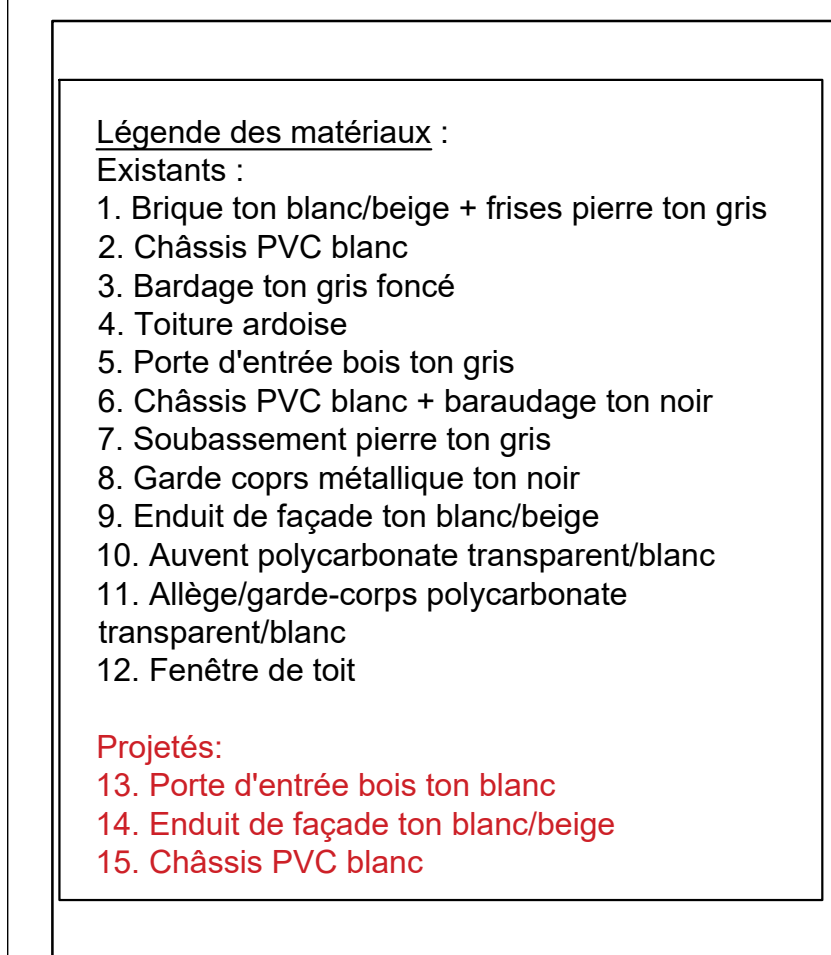 Légende des matériaux :
Existants :
1. Brique ton blanc/beige + frises pierre ton gris
2. Châssis PVC blanc
3. Bardage ton gris foncé
4. Toiture ardoise
5. Porte d'entrée bois ton gris
6. Châssis PVC blanc + baraudage ton noir
7. Soubassement pierre ton gris
8. Garde coprs métallique ton noir
9. Enduit de façade ton blanc/beige
10. Auvent polycarbonate transparent/blanc
11. Allège/garde-corps polycarbonate
transparent/blanc
12. Fenêtre de toit
Projetés:
13. Porte d'entrée bois ton blanc
14. Enduit de façade ton blanc/beige
15. Châssis PVC blanc